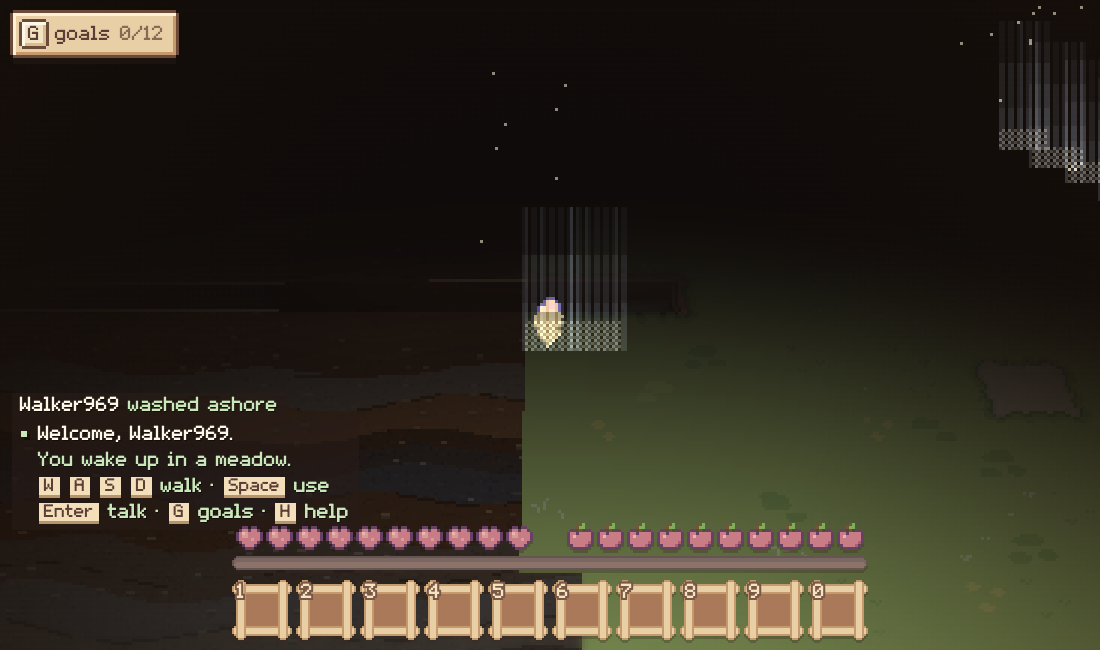 G goals 0/12
Walker969 washed ashore
Welcome, Walker969.
You wake up in a meadow.
W A S D walk · Space use
Enter talk · G goals · H help
1 2 3 4 5 6 7 8 9 0